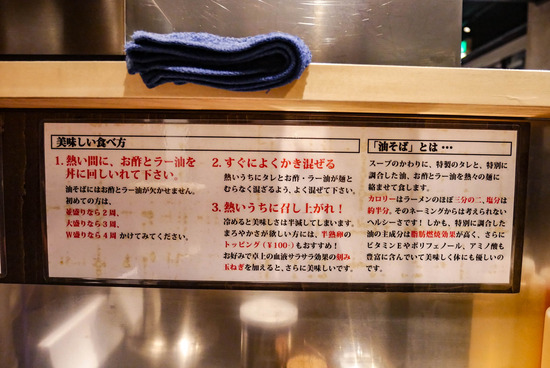 美味しい食べ方
1. 熱い間に、お酢とラー油を
丼に回しいれて下さい。
油そばにはお酢とラー油が欠かせません。
初めての方は、
並盛りなら2周、
大盛りなら3周、
W盛りなら4周 かけてみてください。
2. すぐによくかき混ぜる
熱いうちにタレとお酢・ラー油が麺と
むらなく混ざるよう、よく混ぜて下さい。
3. 熱いうちに召し上がれ!
冷めると美味しさは半減してしまいます。
まろやかさが欲しい方には、半熟卵の
トッピング(￥100-)もおすすめ!
お好みで卓上の血液サラサラ効果の刻み
玉ねぎを加えると、さらに美味しいです。
「油そば」とは…
スープのかわりに、特製のタレと、特別に
調合した油、お酢とラー油を熱々の麺に
絡ませて食します。
カロリーはラーメンのほぼ三分の二、塩分は
約半分。そのネーミングからは考えられない
ヘルシーさです!しかも、特別に調合した
油の主成分は脂肪燃焼効果が高く、さらに
ビタミンEやポリフェノール、アミノ酸も
豊富に含んでいて美味しく体にも優しいの
です。